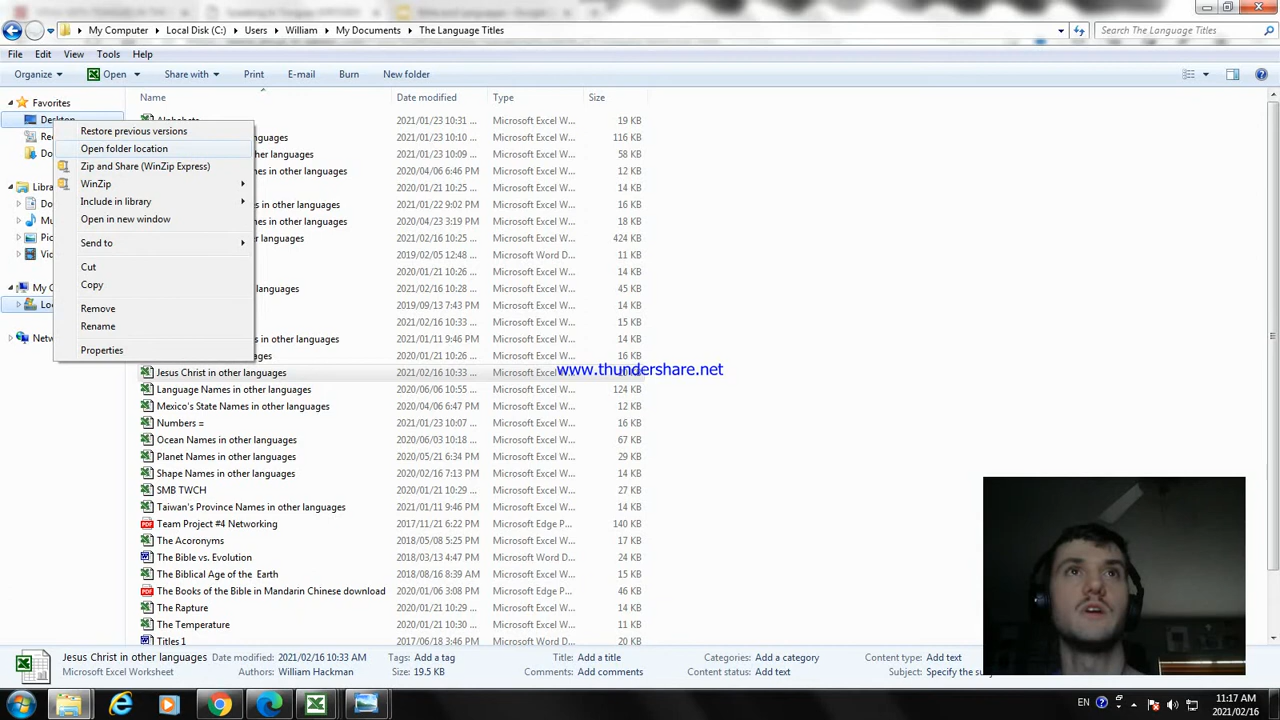 My Computer Local Disk (C:) Users William My Documents The Language Titles
Search The Language Titles
File Edit View Tools Help
Organize Open Share with Print E-mail Burn New folder
Name Date modified Type Size
Favorites
Desktop
My C
Restore previous versions
Open folder location
Zip and Share (WinZip Express)
WinZip
Include in library
Open in new window
Send to
Cut
Copy
Remove
Rename
Properties
2021/01/23 10:31 ... Microsoft Excel W... 19 KB
2021/01/23 10:10 ... Microsoft Excel W... 116 KB
2021/01/23 10:09 ... Microsoft Excel W... 58 KB
2020/04/06 6:46 PM Microsoft Excel W... 12 KB
2020/01/21 10:25 ... Microsoft Excel W... 14 KB
2021/01/22 9:02 PM Microsoft Excel W... 14 KB
2020/04/23 3:19 PM Microsoft Excel W... 18 KB
2021/02/16 10:25 ... Microsoft Excel W... 424 KB
2019/02/05 12:48 ... Microsoft Word D... 11 KB
2020/01/21 10:26 ... Microsoft Excel W... 14 KB
2021/02/16 10:28 ... Microsoft Excel W... 45 KB
2019/09/13 7:43 PM Microsoft Excel W... 14 KB
2021/02/16 10:33 ... Microsoft Excel W... 15 KB
2021/01/11 9:46 PM Microsoft Excel W... 14 KB
2020/01/21 10:26 ... Microsoft Excel W... 16 KB
Jesus Christ in other languages 2021/02/16 10:33 ... Microsoft Excel
www.thundershare.net
Language Names in other languages 2020/06/06 10:55 ... Microsoft Excel W... 124 KB
Mexico's State Names in other languages 2020/04/06 6:47 PM Microsoft Excel W... 12 KB
Numbers = 2021/01/23 10:07 ... Microsoft Excel W... 16 KB
Ocean Names in other languages 2020/06/03 10:18 ... Microsoft Excel W... 67 KB
Planet Names in other languages 2020/05/21 6:34 PM Microsoft Excel W... 29 KB
Shape Names in other languages 2020/02/16 7:13 PM Microsoft Excel W... 14 KB
SMB TWCH 2020/01/21 10:29 ... Microsoft Excel W... 27 KB
Taiwan's Province Names in other languages 2021/01/11 9:46 PM Microsoft Excel W... 14 KB
Team Project #4 Networking 2017/11/21 6:22 PM Microsoft Edge P... 140 KB
The Acoronyms 2018/05/08 5:25 PM Microsoft Excel W... 17 KB
The Bible vs. Evolution 2018/03/13 4:47 PM Microsoft Word D... 24 KB
The Biblical Age of the Earth 2018/08/16 8:39 AM Microsoft Excel W... 15 KB
The Books of the Bible in Mandarin Chinese download 2020/01/06 3:08 PM Microsoft Edge P... 46 KB
The Rapture 2020/01/21 10:29 ... Microsoft Excel W... 14 KB
The Temperature 2020/01/21 10:30 ... Microsoft Excel W... 11 KB
Titles 1 2017/06/18 3:46 PM Microsoft Word D... 20 KB
Jesus Christ in other languages Date modified: 2021/02/16 10:33 AM Tags: Add a tag Title: Add a title Categories: Add a category Content type: Add text
Microsoft Excel Worksheet Authors: William Hackman Size: 19.5 KB Comments: Add comments Content status: Add text Subject: Specify the su
EN 11:17 AM
2021/02/16